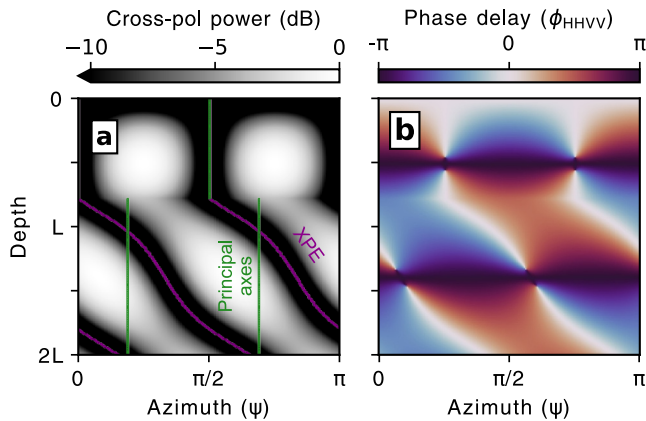 Cross-pol power (dB)
−10 −5 0
Phase delay (ϕHHVV)
-π 0 π
a
b
0
L
2L
Depth
XPE
Principal
axes
0 π/2 π
Azimuth (ψ)
0 π/2 π
Azimuth (ψ)